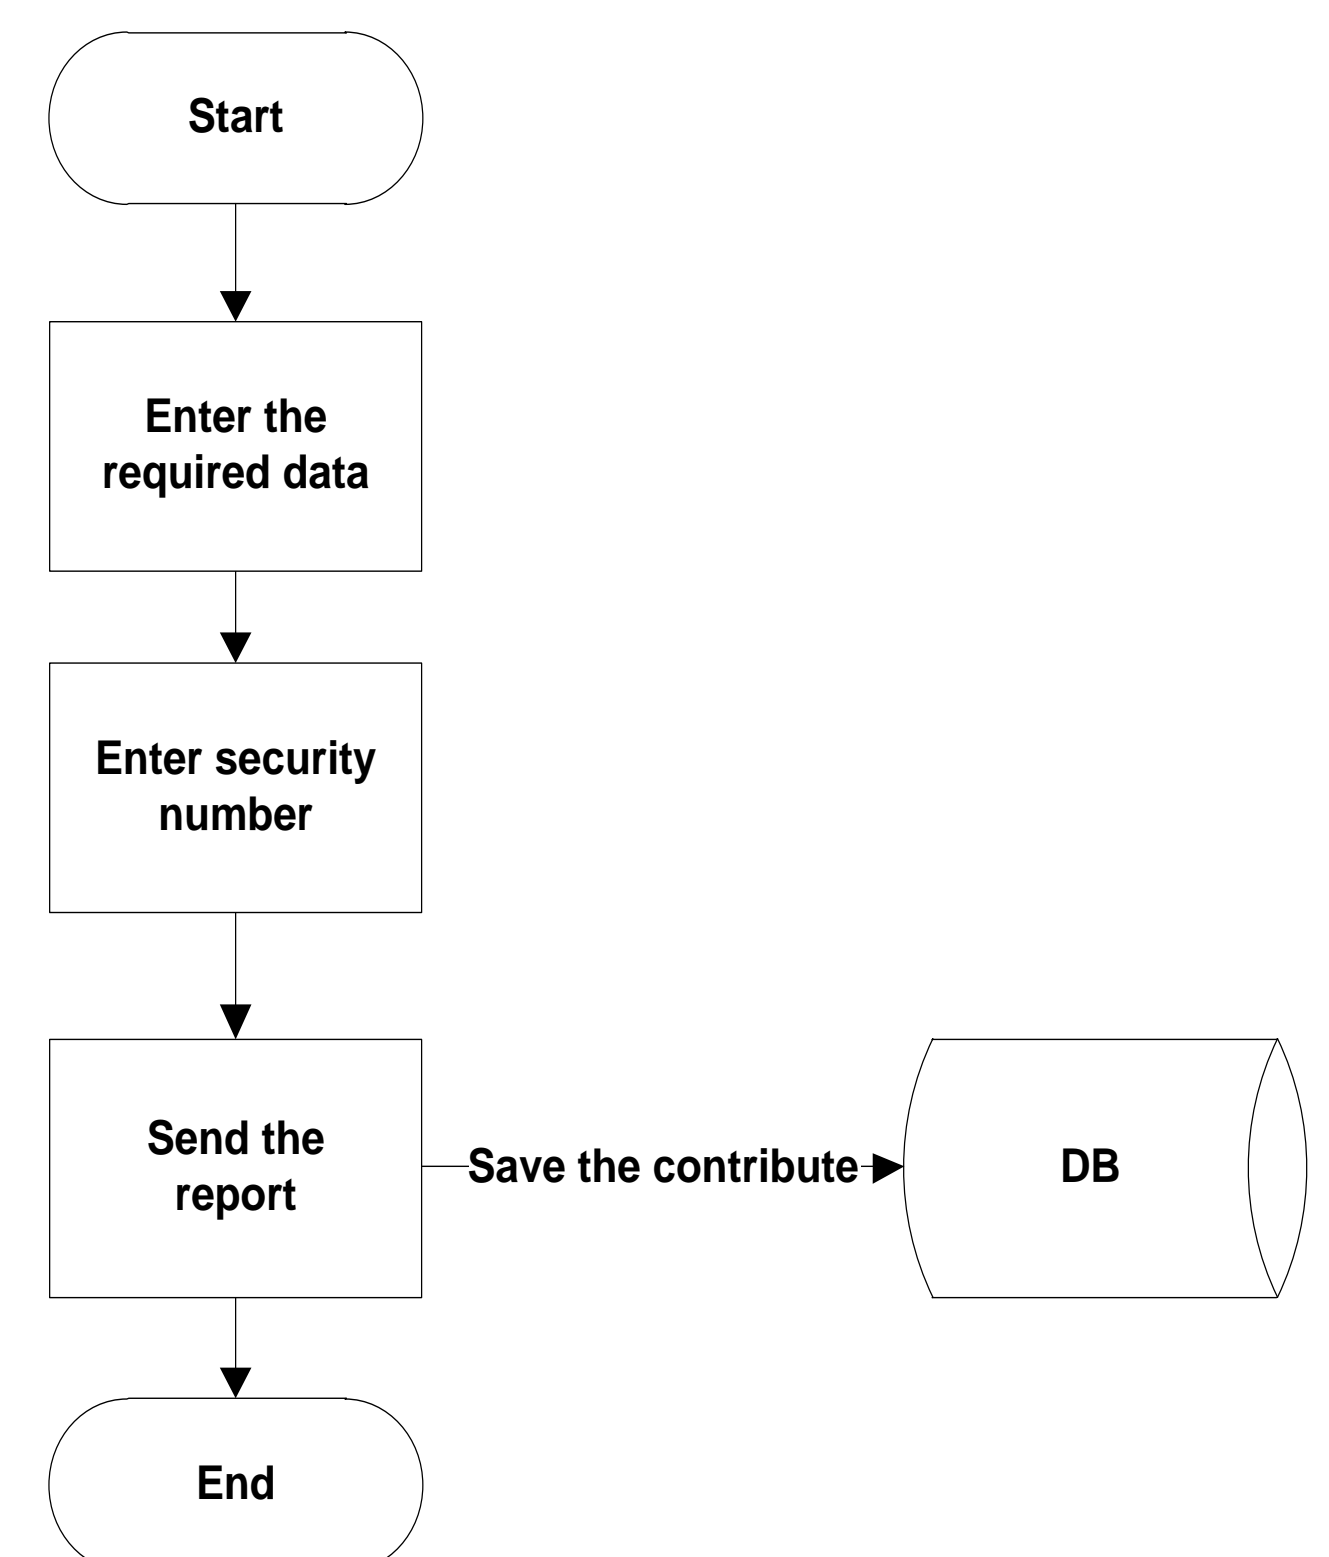 Start
Enter the
required data
Enter security
number
Send the
report
Save the contribute
DB
End